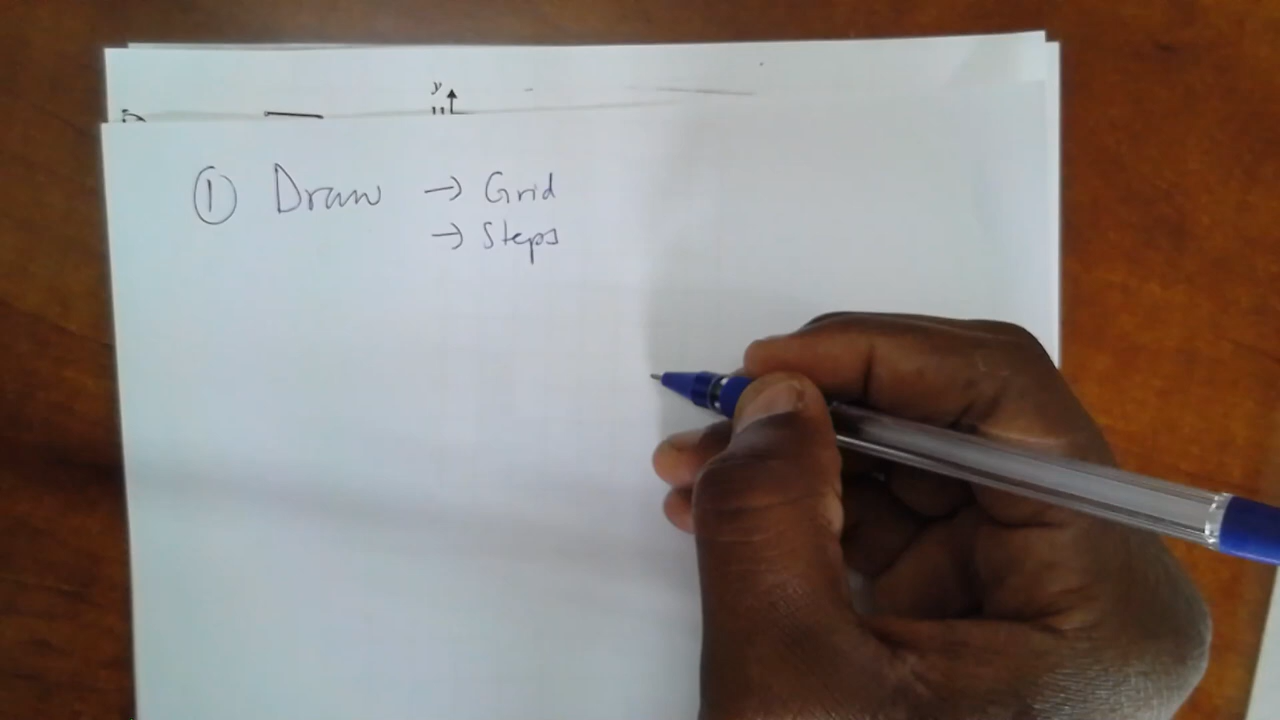 y
① Draw → Grid
→ Steps